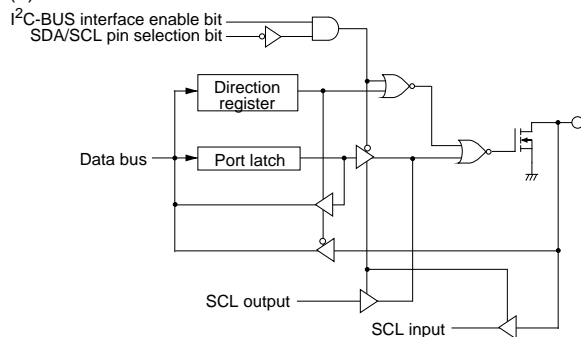 I²C-BUS interface enable bit
SDA/SCL pin selection bit
Direction
register
Data bus
Port latch
SCL output
SCL input